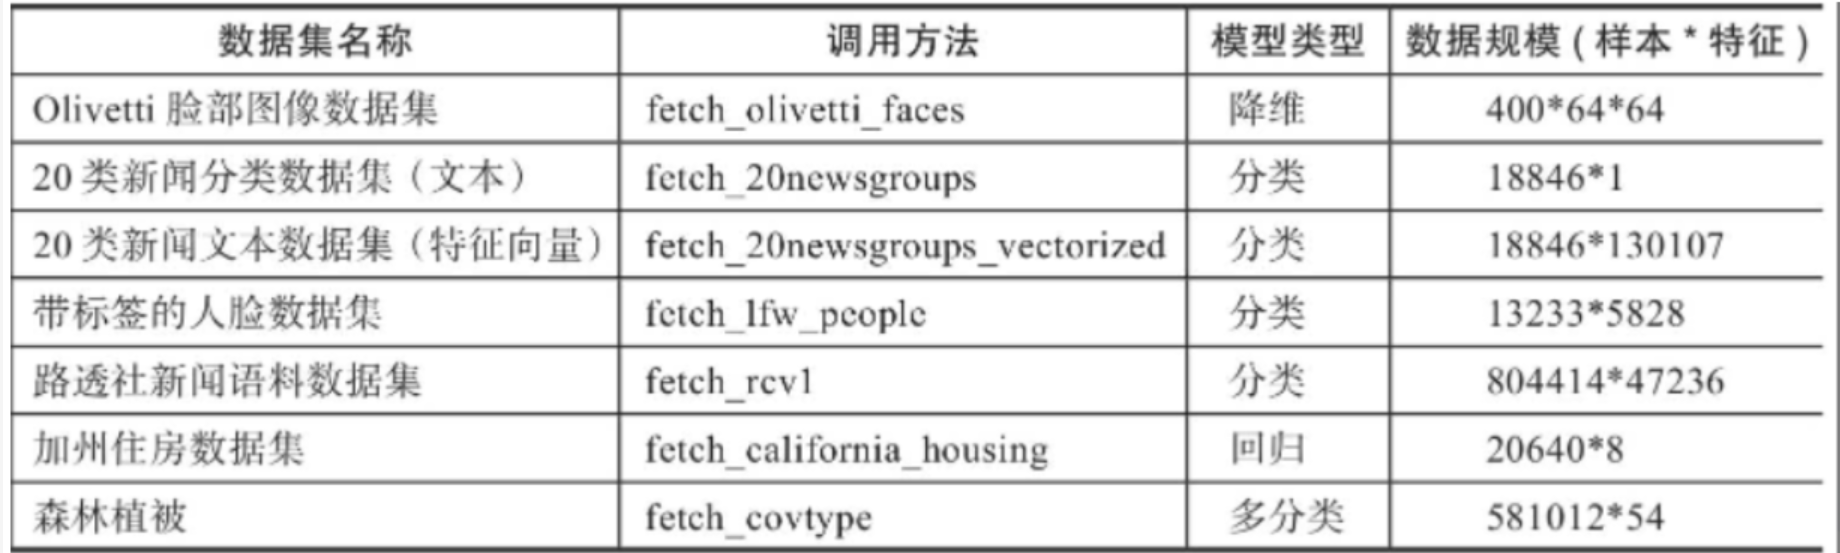 数据集名称 调用方法 模型类型 数据规模(样本*特征)
Olivetti 脸部图像数据集 fetch_olivetti_faces 降维 400*64*64
20 类新闻分类数据集(文本) fetch_20newsgroups 分类 18846*1
20 类新闻文本数据集(特征向量) fetch_20newsgroups_vectorized 分类 18846*130107
带标签的人脸数据集 fetch_lfw_people 分类 13233*5828
路透社新闻语料数据集 fetch_rcv1 分类 804414*47236
加州住房数据集 fetch_california_housing 回归 20640*8
森林植被 fetch_covtype 多分类 581012*54